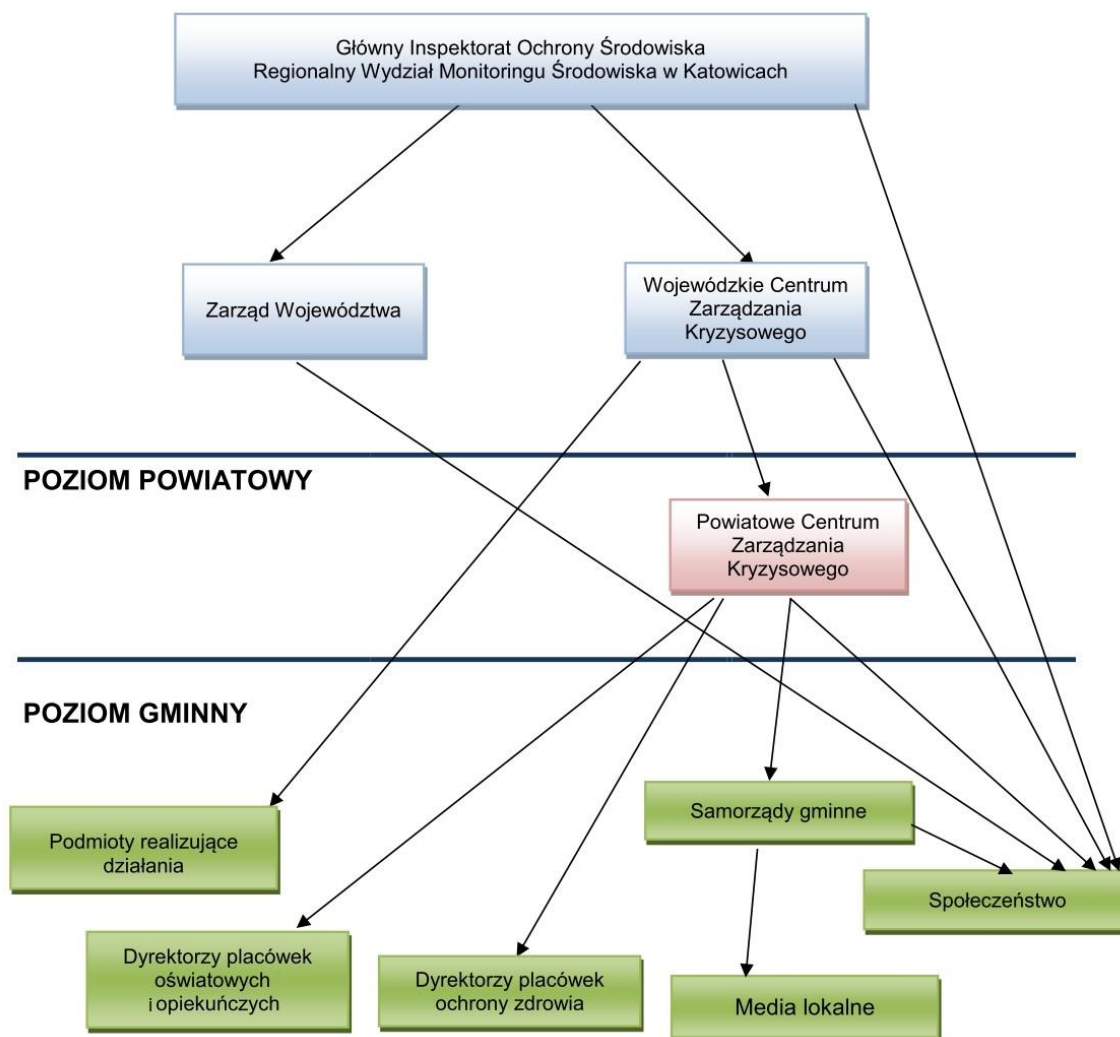 Główny Inspektorat Ochrony Środowiska
Regionalny Wydział Monitoringu Środowiska w Katowicach
Zarząd Województwa
Wojewódzkie Centrum
Zarządzania
Kryzysowego
POZIOM POWIATOWY
Powiatowe Centrum
Zarządzania
Kryzysowego
POZIOM GMINNY
Podmioty realizujące
działania
Samorządy gminne
Społeczeństwo
Dyrektorzy placówek
oświatowych
i opiekuńczych
Dyrektorzy placówek
ochrony zdrowia
Media lokalne